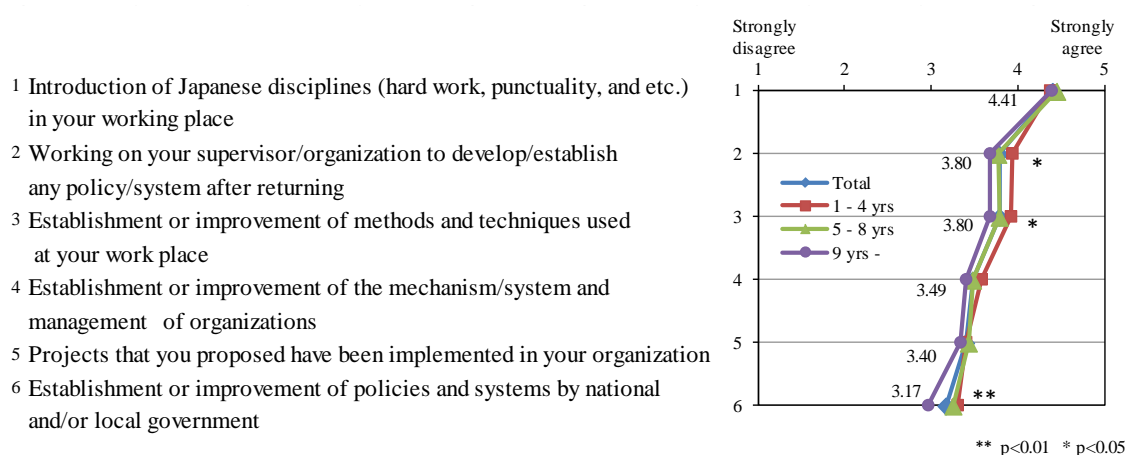 Strongly disagree
Strongly agree
1 2 3 4 5
1 Introduction of Japanese disciplines (hard work, punctuality, and etc.)
in your working place
2 Working on your supervisor/organization to develop/establish
any policy/system after returning
3 Establishment or improvement of methods and techniques used
at your work place
4 Establishment or improvement of the mechanism/system and
management of organizations
5 Projects that you proposed have been implemented in your organization
6 Establishment or improvement of policies and systems by national
and/or local government
1
4.41
2
3.80
*
Total
1 - 4 yrs
5 - 8 yrs
9 yrs -
3
3.80
*
4
3.49
5
3.40
6
3.17
**
** p<0.01 * p<0.05